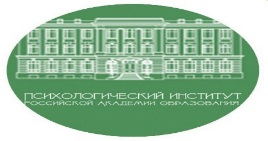 ПСИХОЛОГИЧЕСКИЙ ИНСТИТУТ
РОССИЙСКОЙ АКАДЕМИИ ОБРАЗОВАНИЯ